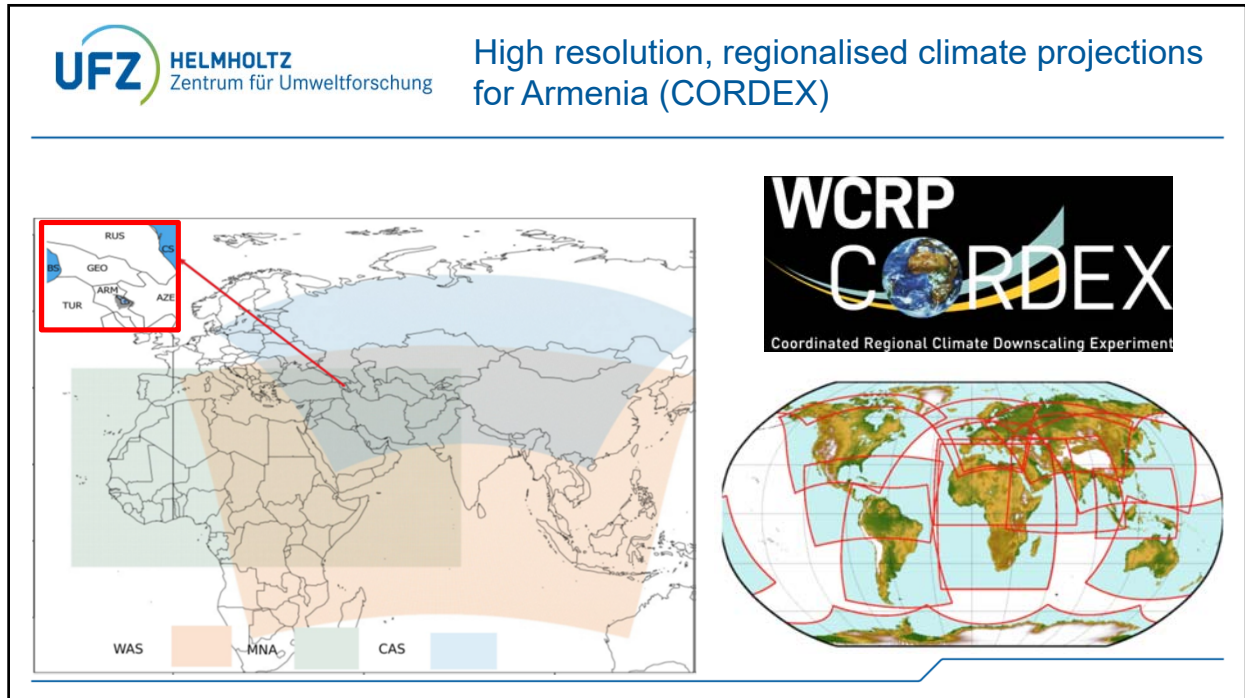 UFZ
HELMHOLTZ
Zentrum für Umweltforschung
High resolution, regionalised climate projections
for Armenia (CORDEX)
RUS
CS
BS
GEO
ARM
AZE
TUR
WAS
MNA
CAS
WCRP
CORDEX
Coordinated Regional Climate Downscaling Experiment